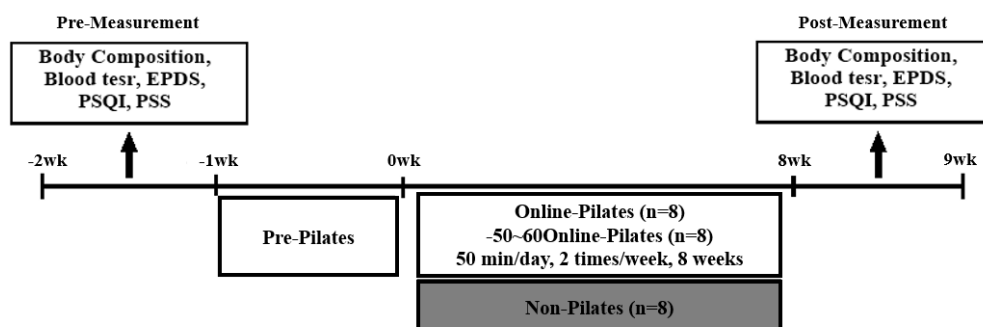 Pre-Measurement
Post-Measurement
Body Composition,
Blood tesr, EPDS,
PSQI, PSS
Body Composition,
Blood tesr, EPDS,
PSQI, PSS
-2wk
-1wk
0wk
8wk
9wk
Pre-Pilates
Online-Pilates (n=8)
-50~60Online-Pilates (n=8)
50 min/day, 2 times/week, 8 weeks
Non-Pilates (n=8)